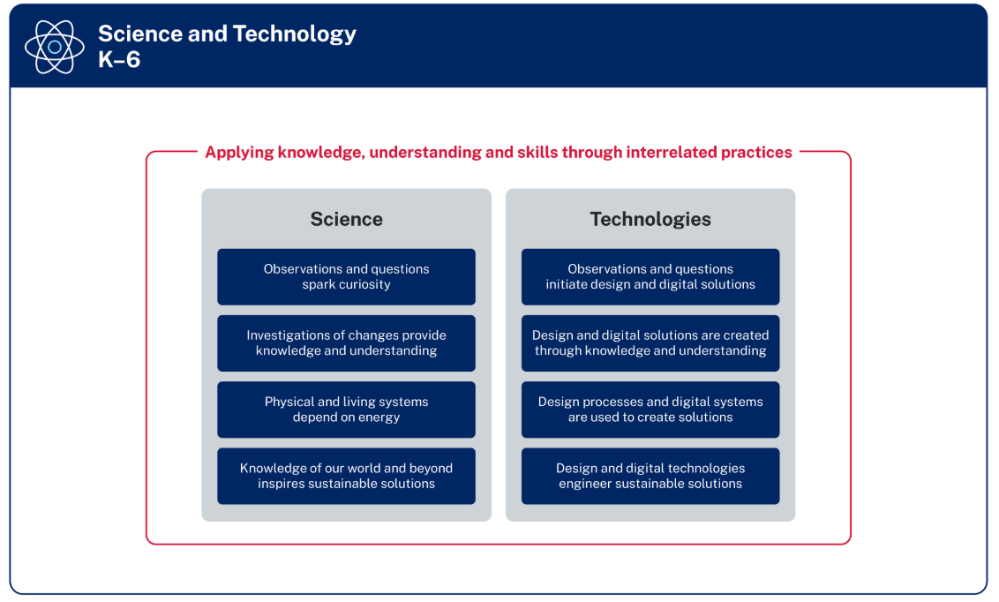 Science and Technology
K–6
Applying knowledge, understanding and skills through interrelated practices
Science
Observations and questions
spark curiosity
Investigations of changes provide
knowledge and understanding
Physical and living systems
depend on energy
Knowledge of our world and beyond
inspires sustainable solutions
Technologies
Observations and questions
initiate design and digital solutions
Design and digital solutions are created
through knowledge and understanding
Design processes and digital systems
are used to create solutions
Design and digital technologies
engineer sustainable solutions